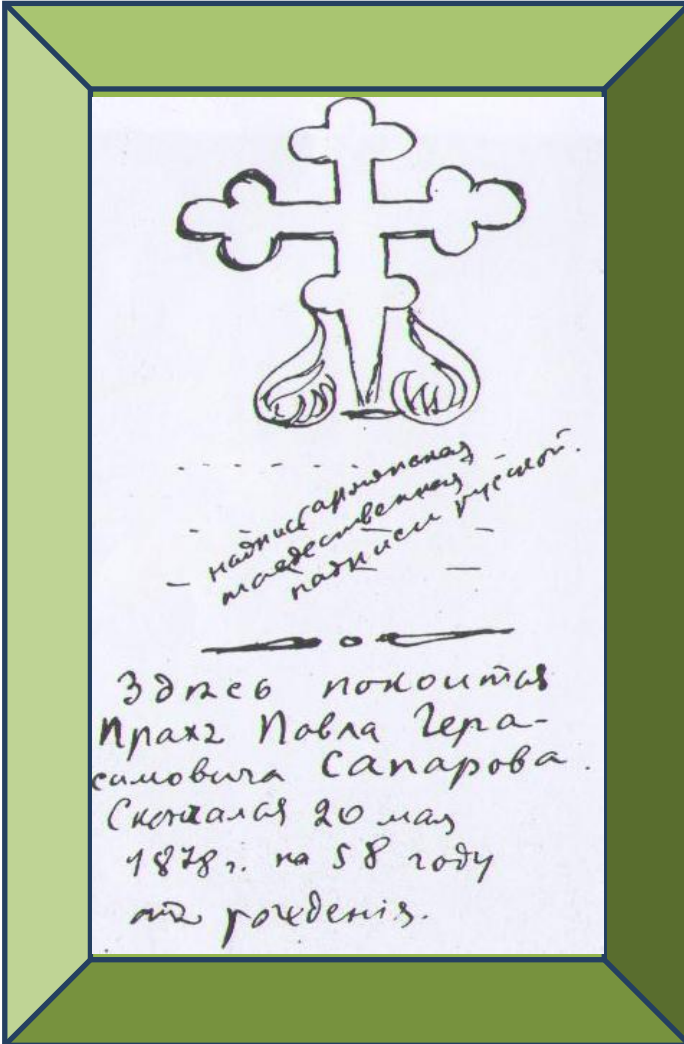 надпись армянская
тождественная
надписи русской.
Здѣсь покоится
прахъ Павла Гера-
симовича Сапарова.
Скончался 20 мая
1878 г. на 58 году
отъ рожденія.